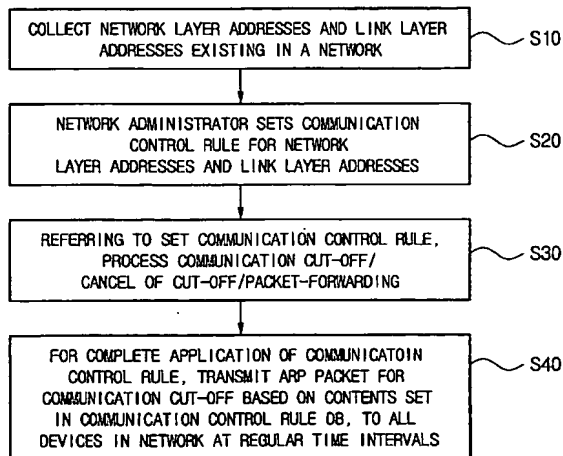 COLLECT NETWORK LAYER ADDRESSES AND LINK LAYER
ADDRESSES EXISTING IN A NETWORK
S10
NETWORK ADMINISTRATOR SETS COMMUNICATION
CONTROL RULE FOR NETWORK
LAYER ADDRESSES AND LINK LAYER ADDRESSES
S20
REFERRING TO SET COMMUNICATION CONTROL RULE,
PROCESS COMMUNICATION CUT-OFF/
CANCEL OF CUT-OFF/PACKET-FORWARDING
S30
FOR COMPLETE APPLICATION OF COMMUNICATOIN
CONTROL RULE, TRANSMIT ARP PACKET FOR
COMMUNICATION CUT-OFF BASED ON CONTENTS SET
IN COMMUNICATION CONTROL RULE DB, TO ALL
DEVICES IN NETWORK AT REGULAR TIME INTERVALS
S40